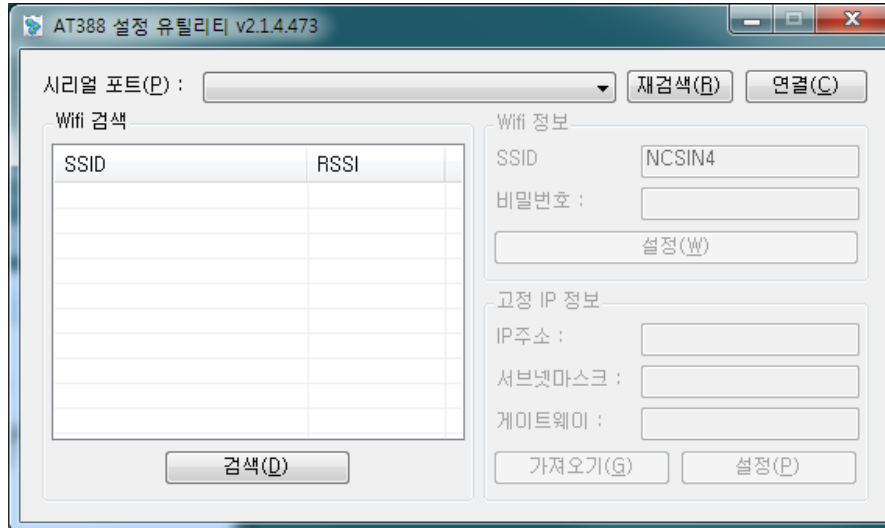 AT388 설정 유틸리티 v2.1.4.473
시리얼 포트(P) : 재검색(R) 연결(C)
Wifi 검색
SSID RSSI
검색(D)
Wifi 정보
SSID NCSIN4
비밀번호 :
설정(W)
고정 IP 정보
IP주소 :
서브넷마스크 :
게이트웨이 :
가져오기(G) 설정(P)